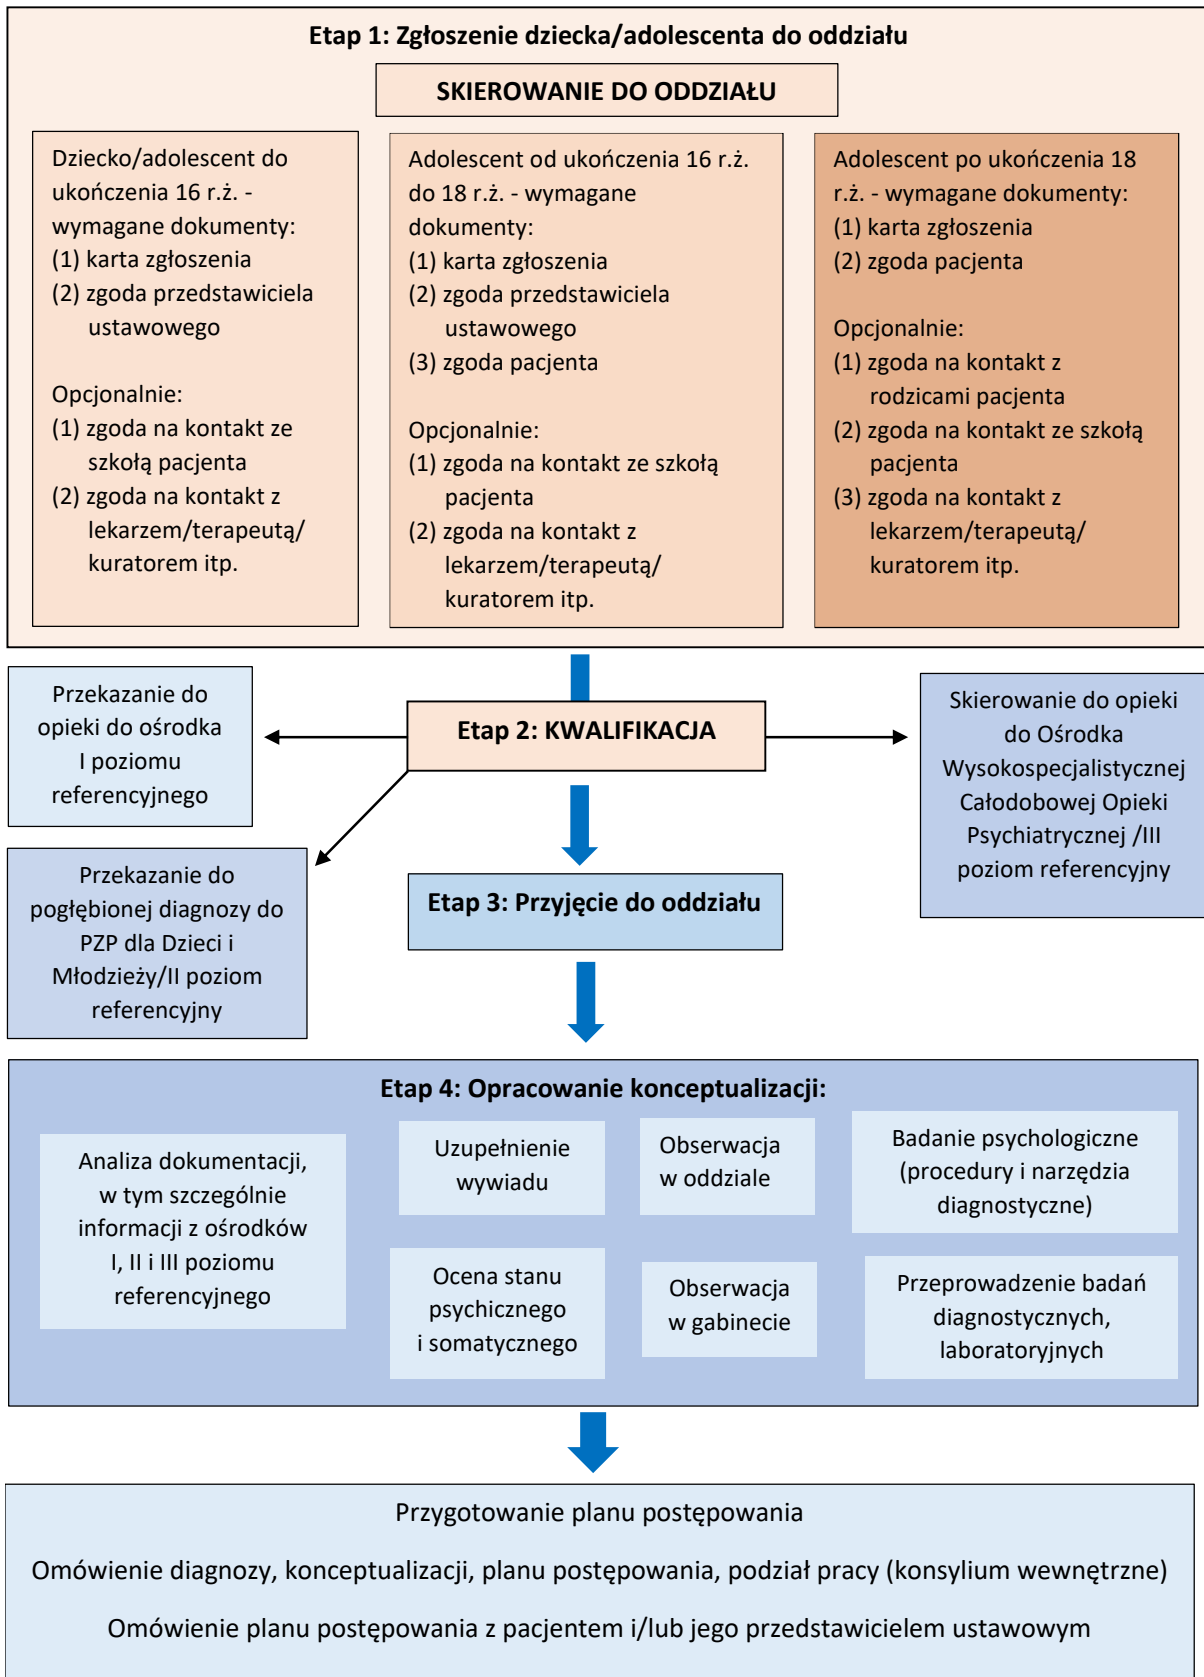 Etap 1: Zgłoszenie dziecka/adolescenta do oddziału
SKIEROWANIE DO ODDZIAŁU
Dziecko/adolescent do
ukończenia 16 r.ż. -
wymagane dokumenty:
(1) karta zgłoszenia
(2) zgoda przedstawiciela
ustawowego
Opcjonalnie:
(1) zgoda na kontakt ze
szkołą pacjenta
(2) zgoda na kontakt z
lekarzem/terapeutą/
kuratorem itp.
Adolescent od ukończenia 16 r.ż.
do 18 r.ż. - wymagane
dokumenty:
(1) karta zgłoszenia
(2) zgoda przedstawiciela
ustawowego
(3) zgoda pacjenta
Opcjonalnie:
(1) zgoda na kontakt ze szkołą
pacjenta
(2) zgoda na kontakt z
lekarzem/terapeutą/
kuratorem itp.
Adolescent po ukończenia 18
r.ż. - wymagane dokumenty:
(1) karta zgłoszenia
(2) zgoda pacjenta
Opcjonalnie:
(1) zgoda na kontakt z
rodzicami pacjenta
(2) zgoda na kontakt ze szkołą
pacjenta
(3) zgoda na kontakt z
lekarzem/terapeutą/
kuratorem itp.
Przekazanie do
opieki do ośrodka
I poziomu
referencyjnego
Etap 2: KWALIFIKACJA
Skierowanie do opieki
do Ośrodka
Wysokospecjalistycznej
Całodobowej Opieki
Psychiatrycznej /III
poziom referencyjny
Przekazanie do
pogłębionej diagnozy do
PZP dla Dzieci i
Młodzieży/II poziom
referencyjny
Etap 3: Przyjęcie do oddziału
Etap 4: Opracowanie konceptualizacji:
Analiza dokumentacji,
w tym szczególnie
informacji z ośrodków
I, II i III poziomu
referencyjnego
Uzupełnienie
wywiadu
Obserwacja
w oddziale
Badanie psychologiczne
(procedury i narzędzia
diagnostyczne)
Ocena stanu
psychicznego
i somatycznego
Obserwacja
w gabinecie
Przeprowadzenie badań
diagnostycznych,
laboratoryjnych
Przygotowanie planu postępowania
Omówienie diagnozy, konceptualizacji, planu postępowania, podział pracy (konsylium wewnętrzne)
Omówienie planu postępowania z pacjentem i/lub jego przedstawicielem ustawowym